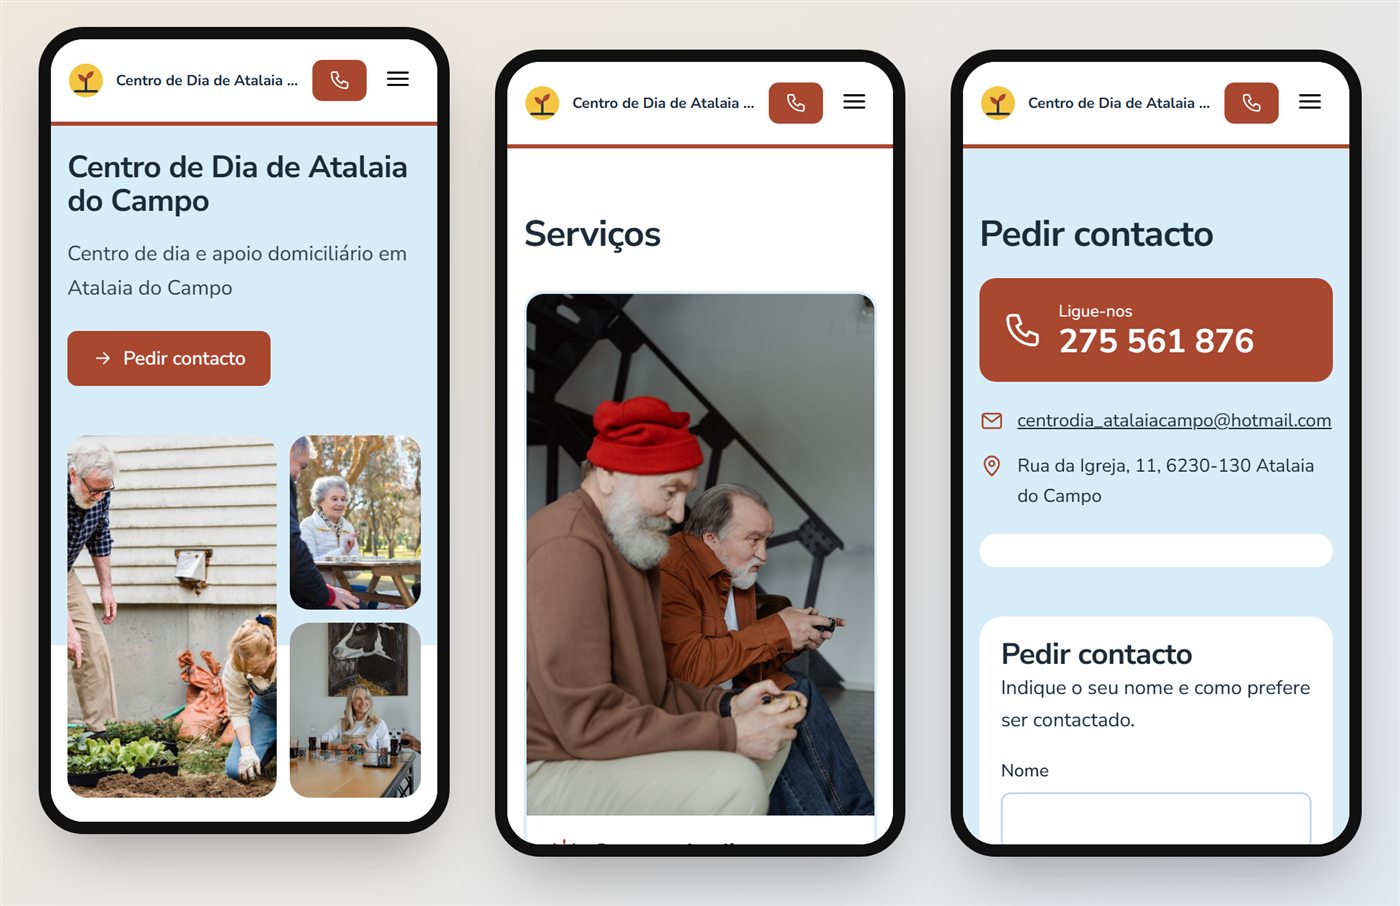 Centro de Dia de Atalaia ...
Centro de Dia de Atalaia
do Campo
Centro de dia e apoio domiciliário em
Atalaia do Campo
Pedir contacto
Centro de Dia de Atalaia ...
Serviços
Centro de Dia de Atalaia ...
Pedir contacto
Ligue-nos
275 561 876
centrodia_atalaiacampo@hotmail.com
Rua da Igreja, 11, 6230-130 Atalaia
do Campo
Pedir contacto
Indique o seu nome e como prefere
ser contactado.
Nome